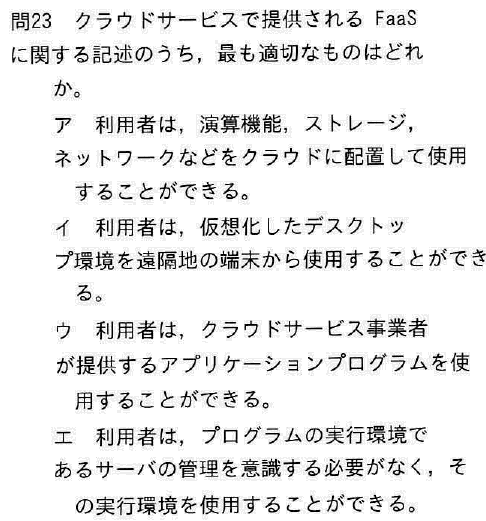 問23 クラウドサービスで提供される FaaS
に関する記述のうち，最も適切なものはどれ
か。
ア 利用者は，演算機能，ストレージ，
ネットワークなどをクラウドに配置して使用
することができる。
イ 利用者は，仮想化したデスクトッ
プ環境を遠隔地の端末から使用することができ
る。
ウ 利用者は，クラウドサービス事業者
が提供するアプリケーションプログラムを使
用することができる。
エ 利用者は，プログラムの実行環境で
あるサーバの管理を意識する必要がなく，そ
の実行環境を使用することができる。